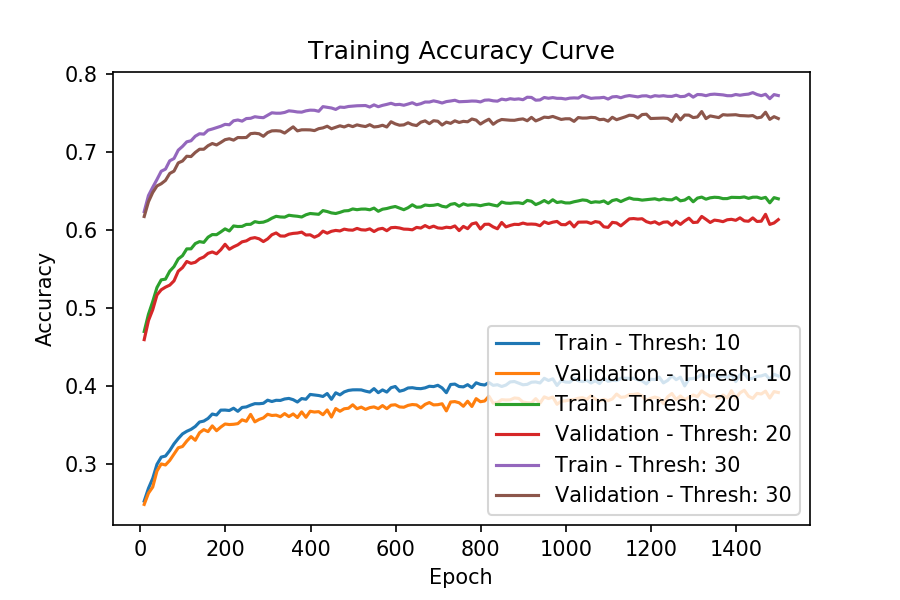 Training Accuracy Curve
0.8
0.7
0.6
0.5
0.4
0.3
Accuracy
Train - Thresh: 10
Validation - Thresh: 10
Train - Thresh: 20
Validation - Thresh: 20
Train - Thresh: 30
Validation - Thresh: 30
0 200 400 600 800 1000 1200 1400
Epoch